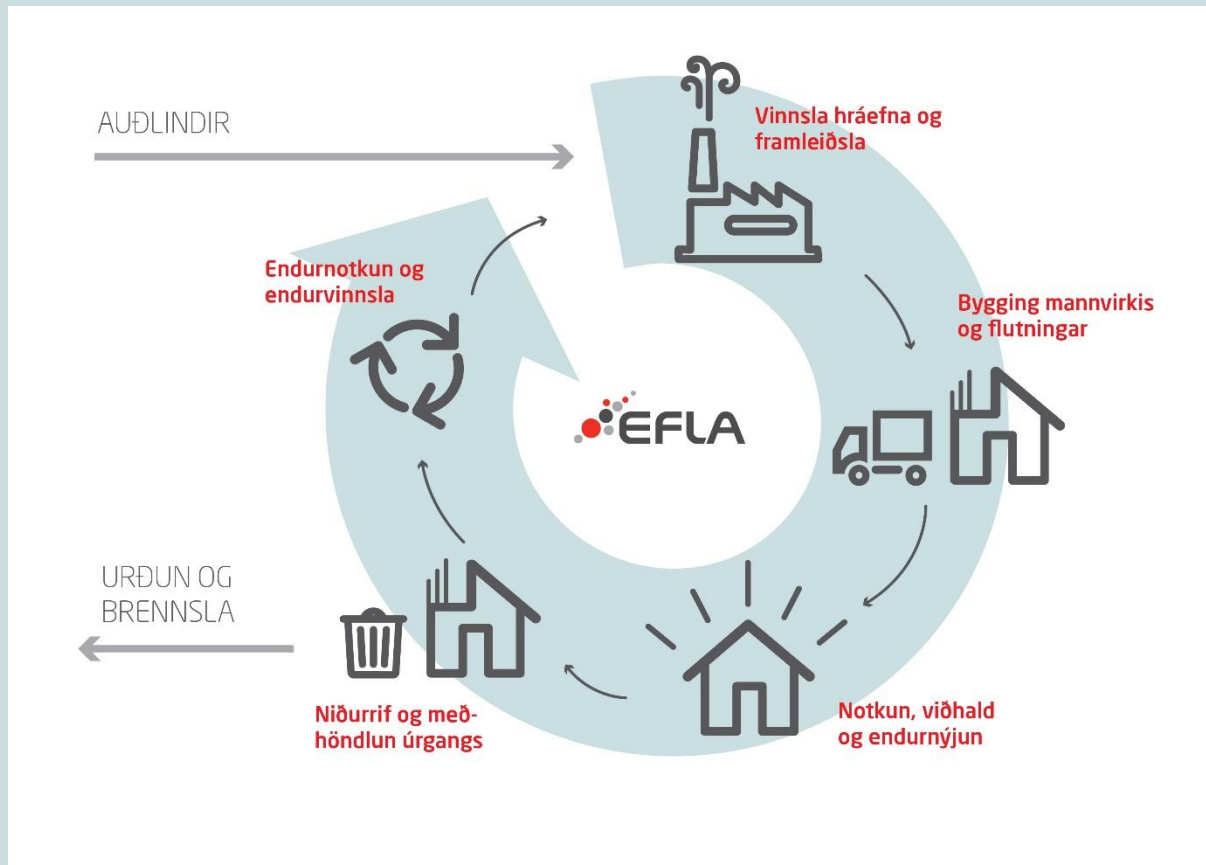 AUÐLINDIR
Vinnsla hráefna og
framleiðsla
Bygging mannvirkis
og flutningar
Notkun, viðhald
og endurnýjun
Niðurrif og með-
höndlun úrgangs
URÐUN OG
BRENNSLA
Endurnotkun og
endurvinnsla
EFLA